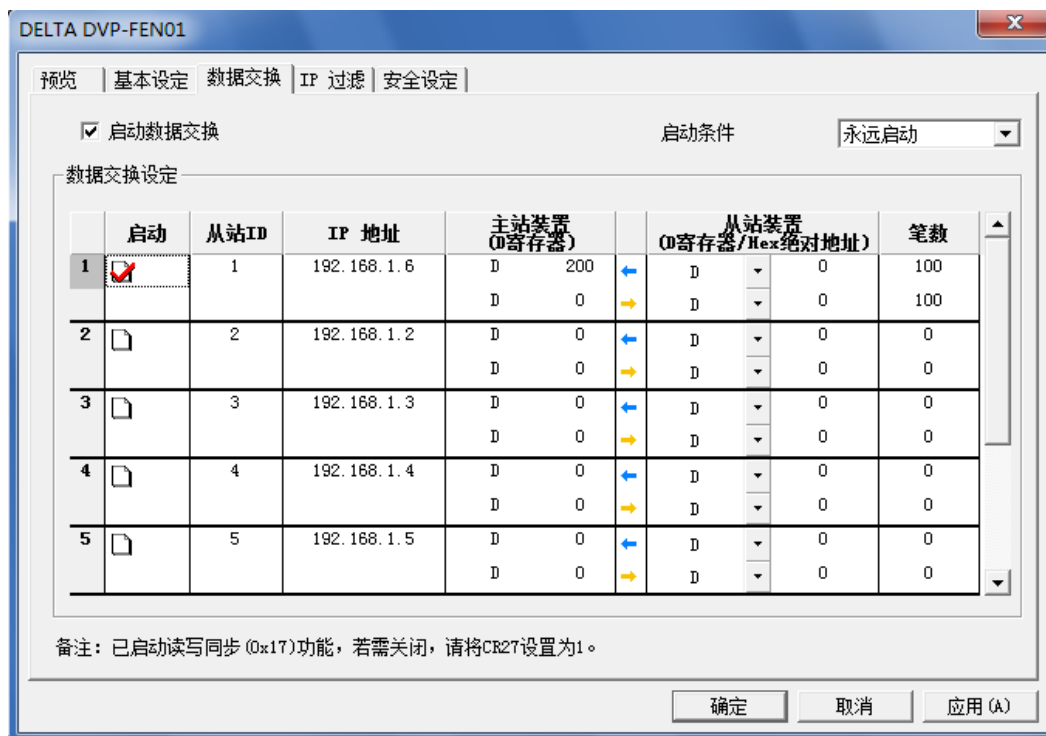 DELTA DVP-FEN01
预览 基本设定 数据交换 IP 过滤 安全设定
启动数据交换 启动条件 永远启动
数据交换设定
启动 从站ID IP 地址 主站装置 (D寄存器) 从站装置 (D寄存器/Hex绝对地址) 笔数
1 1 192.168.1.6 D 200 D 0 100
D 0 D 0 100
2 2 192.168.1.2 D 0 D 0 0
D 0 D 0 0
3 3 192.168.1.3 D 0 D 0 0
D 0 D 0 0
4 4 192.168.1.4 D 0 D 0 0
D 0 D 0 0
5 5 192.168.1.5 D 0 D 0 0
D 0 D 0 0
备注：已启动读写同步(0x17)功能，若需关闭，请将CR27设置为1。
确定 取消 应用(A)